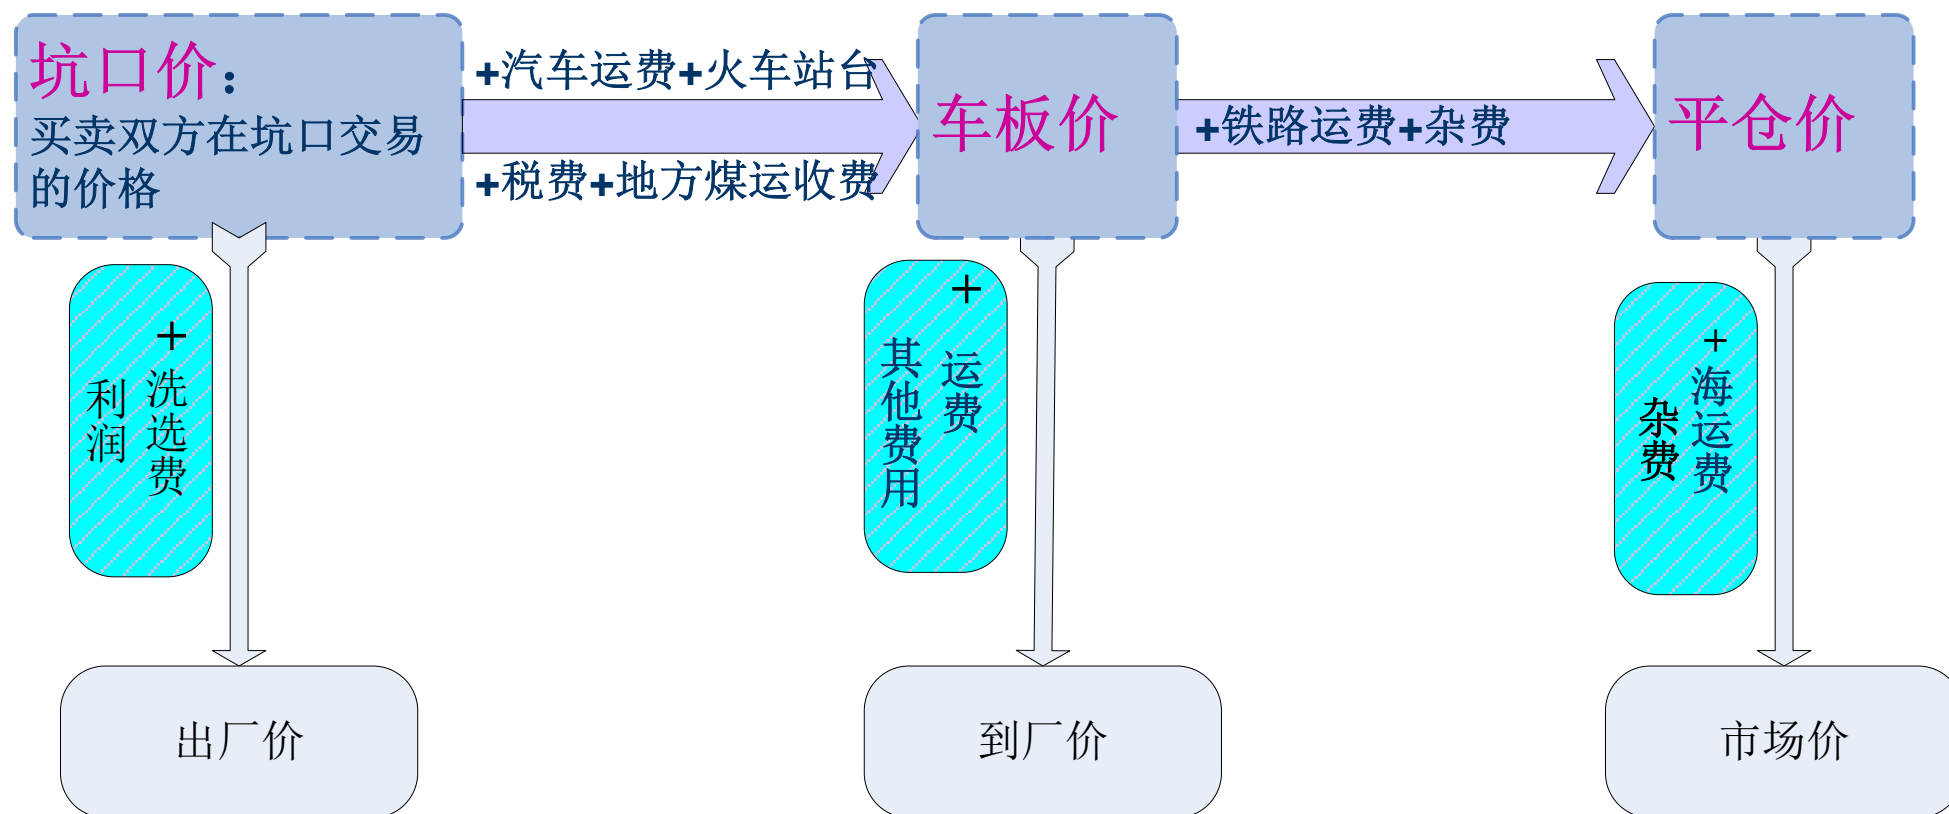 坑口价：
买卖双方在坑口交易
的价格
+汽车运费+火车站台
+税费+地方煤运收费
车板价
+铁路运费+杂费
平仓价
+洗选费
利润
+运费
其他费用
+海运费
杂费
出厂价
到厂价
市场价